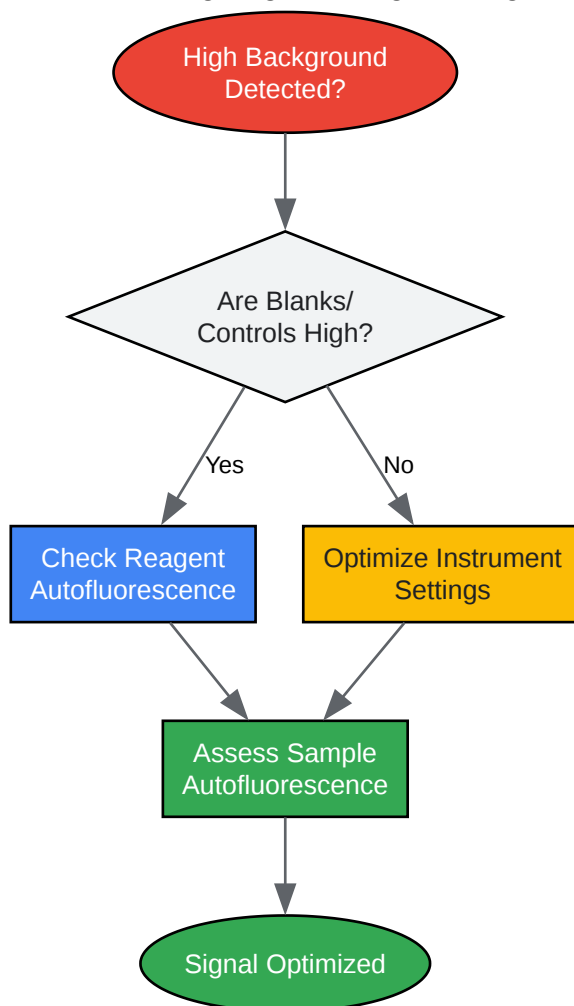 High Background
Detected?
Are Blanks/
Controls High?
Yes
No
Check Reagent
Autofluorescence
Optimize Instrument
Settings
Assess Sample
Autofluorescence
Signal Optimized